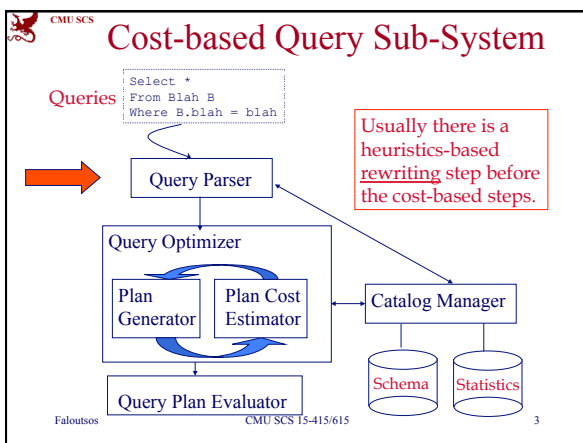 CMU SCS
Cost-based Query Sub-System
Queries
Select *
From Blah B
Where B.blah = blah
Usually there is a
heuristics-based
rewriting step before
the cost-based steps.
Query Parser
Query Optimizer
Plan
Generator
Plan Cost
Estimator
Catalog Manager
Schema
Statistics
Query Plan Evaluator
Faloutsos
CMU SCS 15-415/615
3